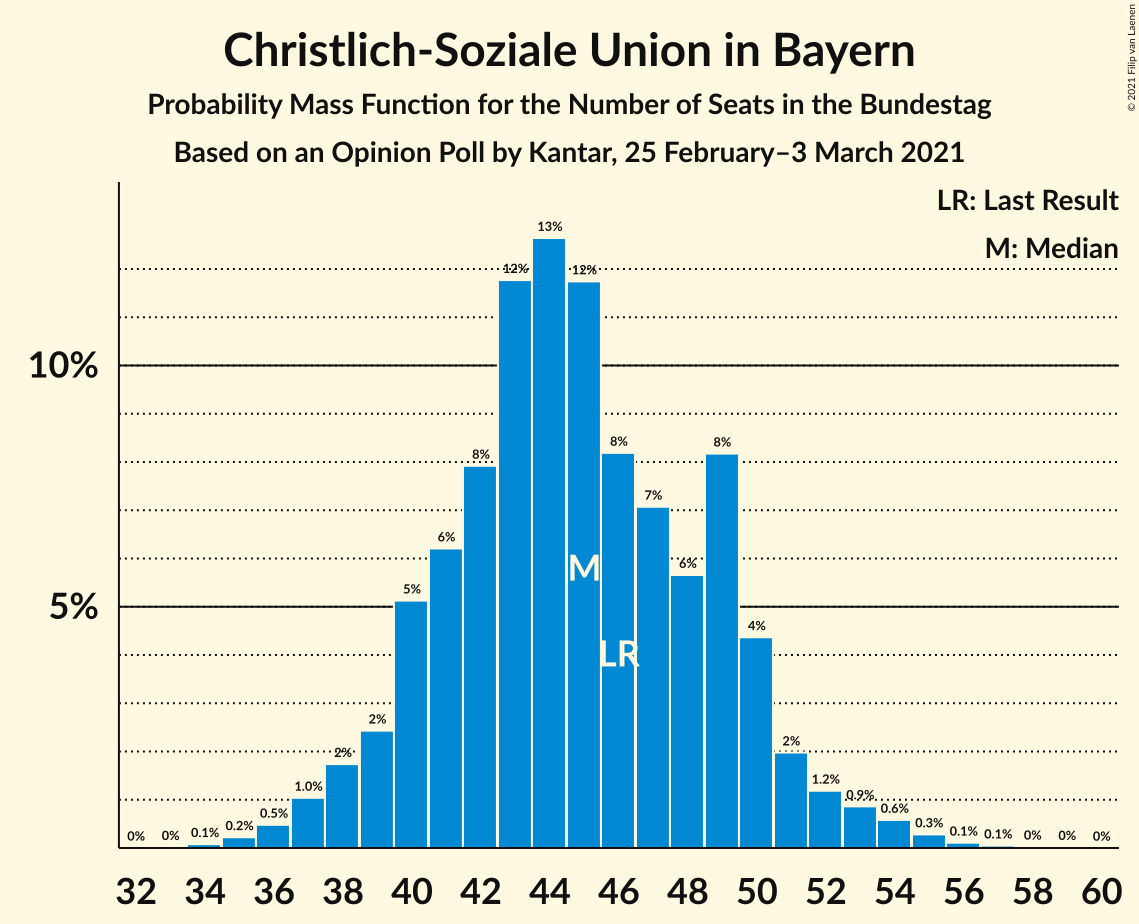 Christlich-Soziale Union in Bayern
Probability Mass Function for the Number of Seats in the Bundestag
Based on an Opinion Poll by Kantar, 25 February–3 March 2021
© 2021 Filip van Laenen
LR: Last Result
M: Median
10%
5%
0% 0% 0.1% 0.2% 0.5% 1.0% 2% 2% 5% 6% 8% 12% 13% 12% 8% 7% 6% 8% 4% 2% 1.2% 0.9% 0.6% 0.3% 0.1% 0.1% 0% 0% 0%
M
LR
32 34 36 38 40 42 44 46 48 50 52 54 56 58 60